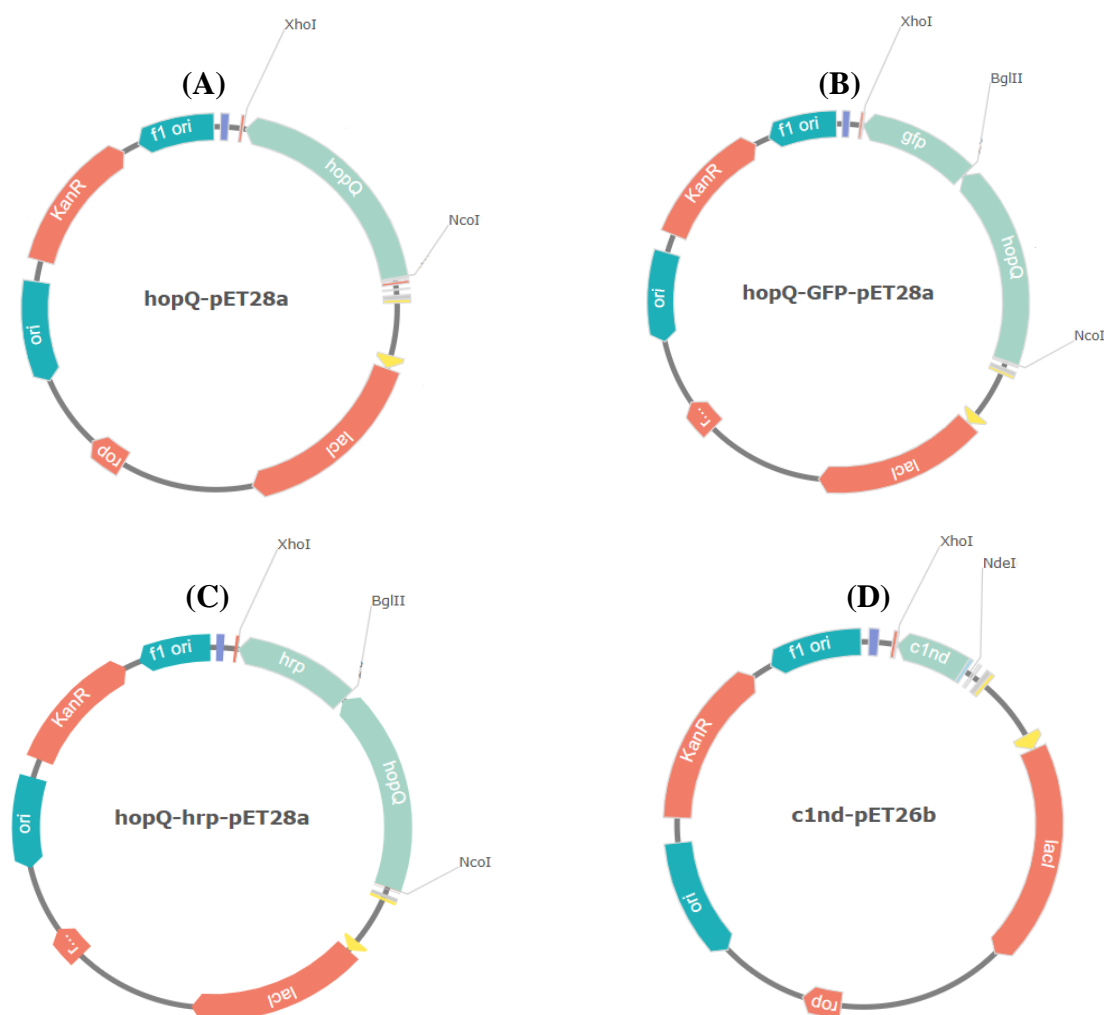 XhoI
(A)
f1 ori
hopQ
KanR
NcoI
hopQ-pET28a
ori
lacI
rop
XhoI
(B)
BglII
f1 ori
gfp
KanR
hopQ
hopQ-GFP-pET28a
ori
NcoI
r...
lacI
XhoI
(C)
BglII
f1 ori
hrp
KanR
hopQ
hopQ-hrp-pET28a
ori
NcoI
r...
lacI
XhoI
NdeI
(D)
f1 ori
c1nd
KanR
c1nd-pET26b
lacI
ori
rop